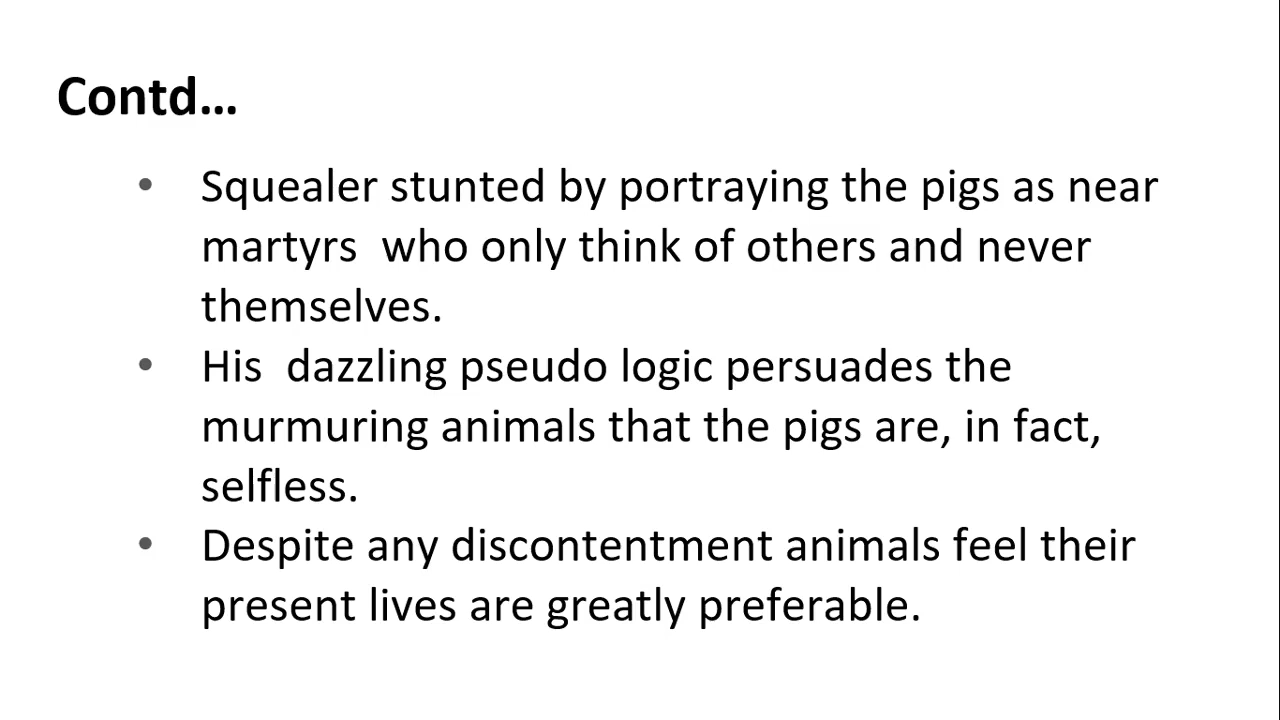 Contd...
• Squealer stunted by portraying the pigs as near
martyrs  who only think of others and never
themselves.
• His  dazzling pseudo logic persuades the
murmuring animals that the pigs are, in fact,
selfless.
• Despite any discontentment animals feel their
present lives are greatly preferable.